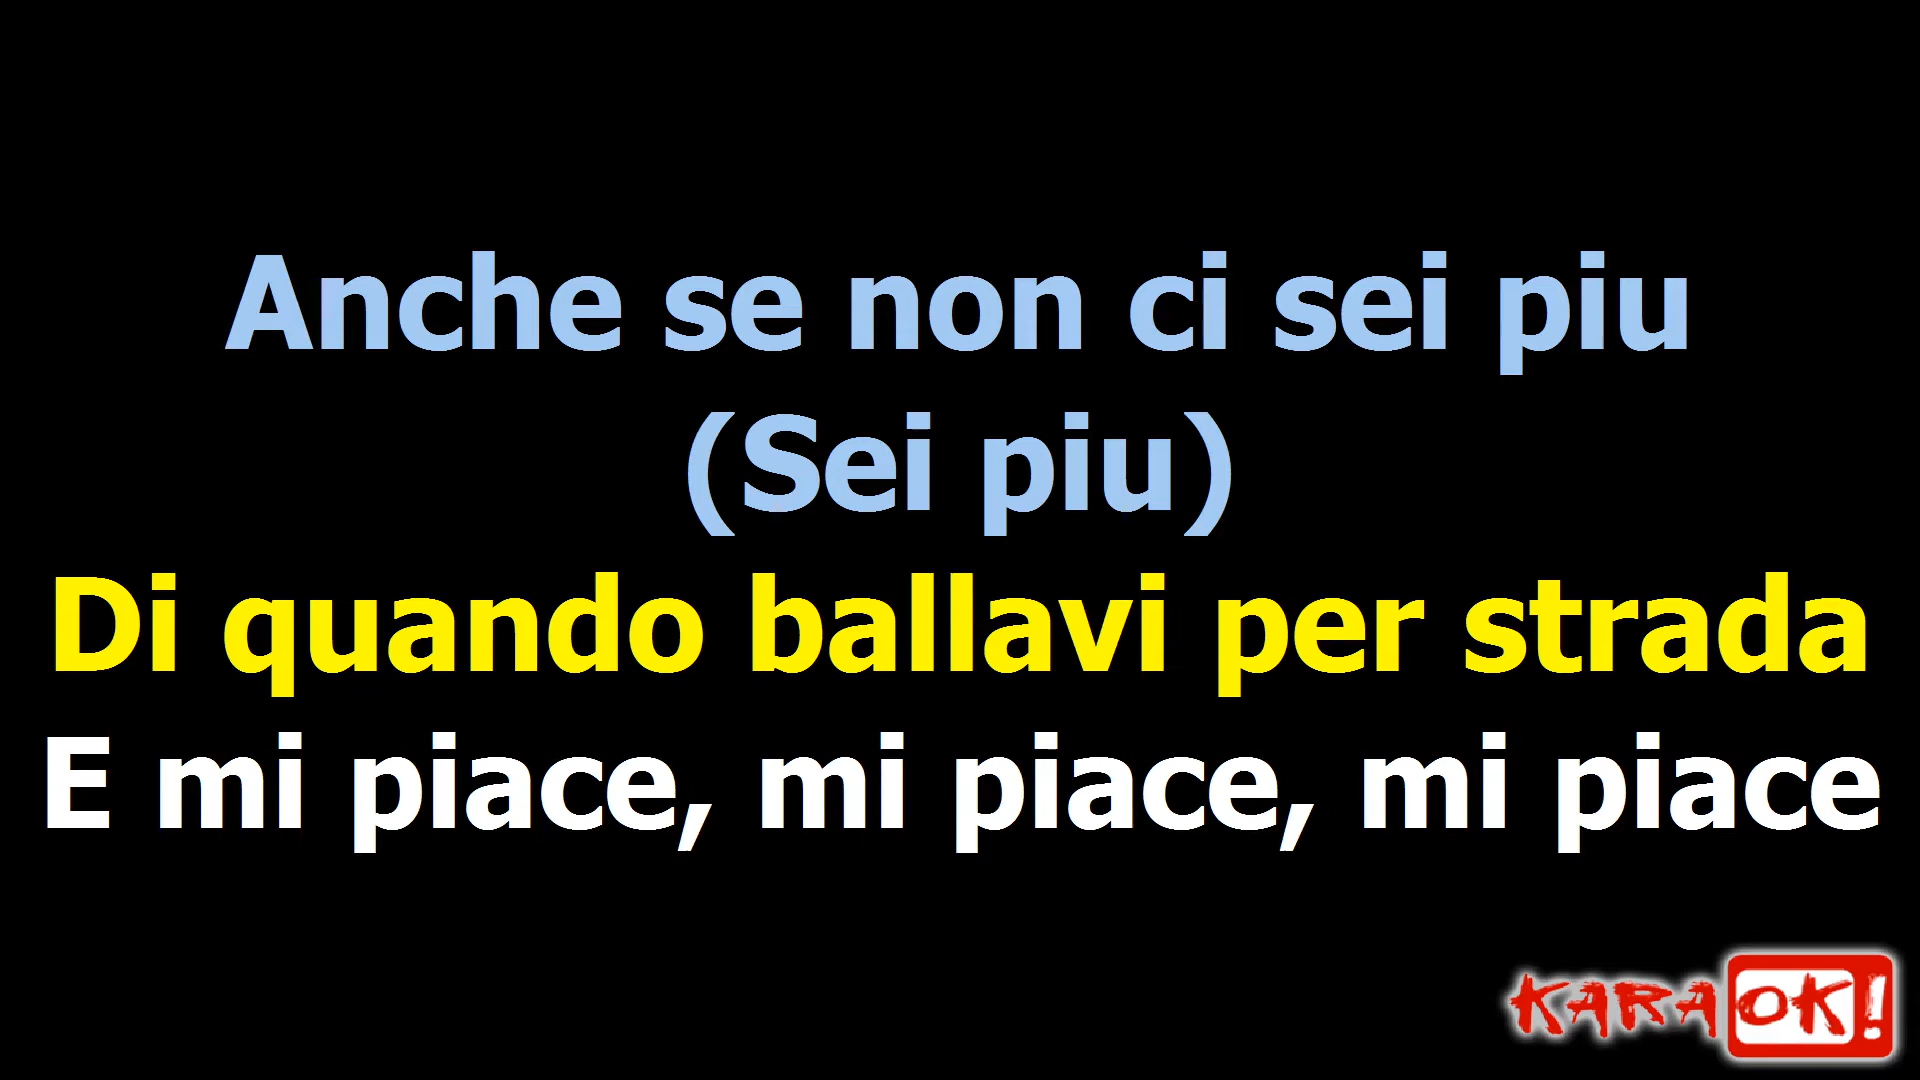 Anche se non ci sei piu
(Sei piu)
Di quando ballavi per strada
E mi piace, mi piace, mi piace
KARAOK!